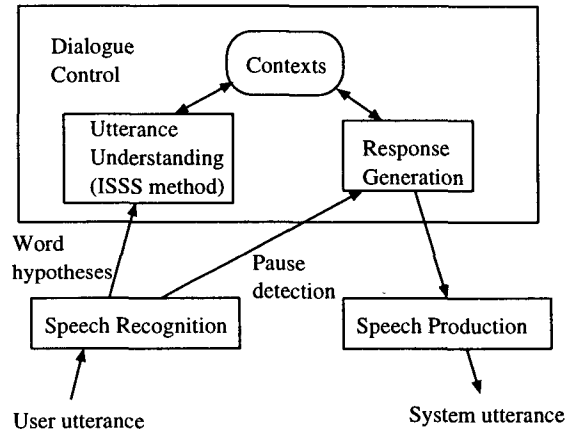 Dialogue
Control
Contexts
Utterance
Understanding
(ISSS method)
Response
Generation
Word
hypotheses
Pause
detection
Speech Recognition
Speech Production
User utterance
System utterance